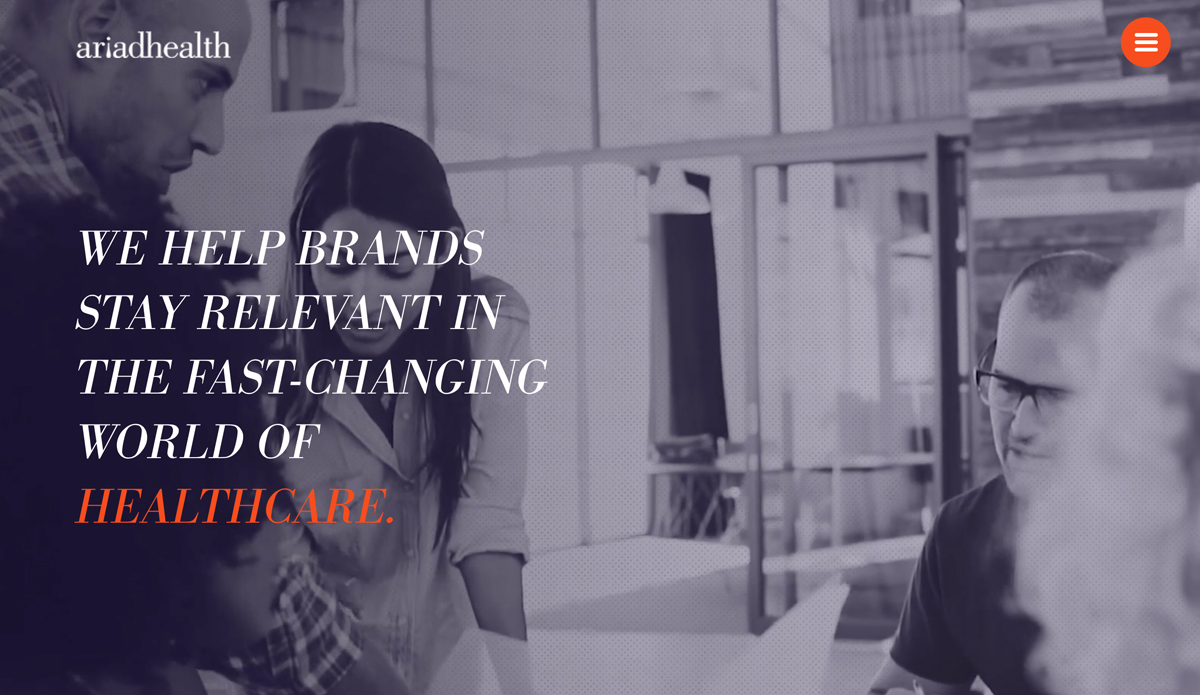 ariadhealth
WE HELP BRANDS
STAY RELEVANT IN
THE FAST-CHANGING
WORLD OF
HEALTHCARE.